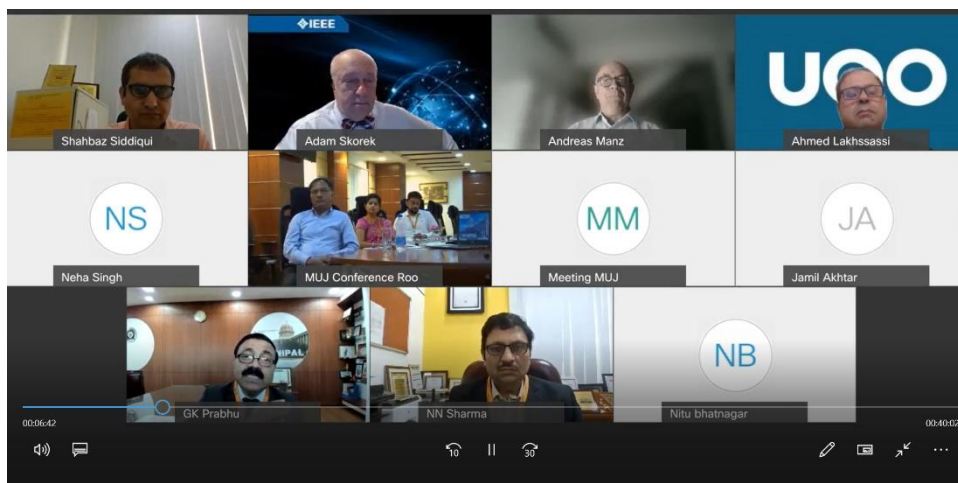 IEEE
UQO
Shahbaz Siddiqui
Adam Skorek
Andreas Manz
Ahmed Lakhssassi
NS
MM
JA
Neha Singh
MUJ Conference Roo
Meeting MUJ
Jamil Akhtar
NIPAL
NB
GK Prabhu
NN Sharma
Nitu bhatnagar
00:06:42
00:40:02
10
30